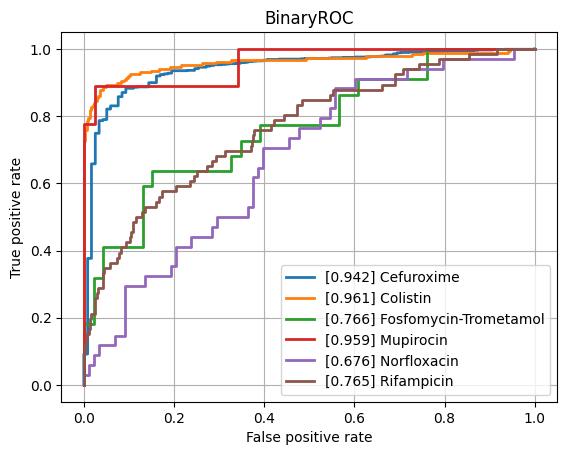 BinaryROC
True positive rate
1.0
0.8
0.6
0.4
0.2
0.0
[0.942] Cefuroxime
[0.961] Colistin
[0.766] Fosfomycin-Trometamol
[0.959] Mupirocin
[0.676] Norfloxacin
[0.765] Rifampicin
0.0 0.2 0.4 0.6 0.8 1.0
False positive rate